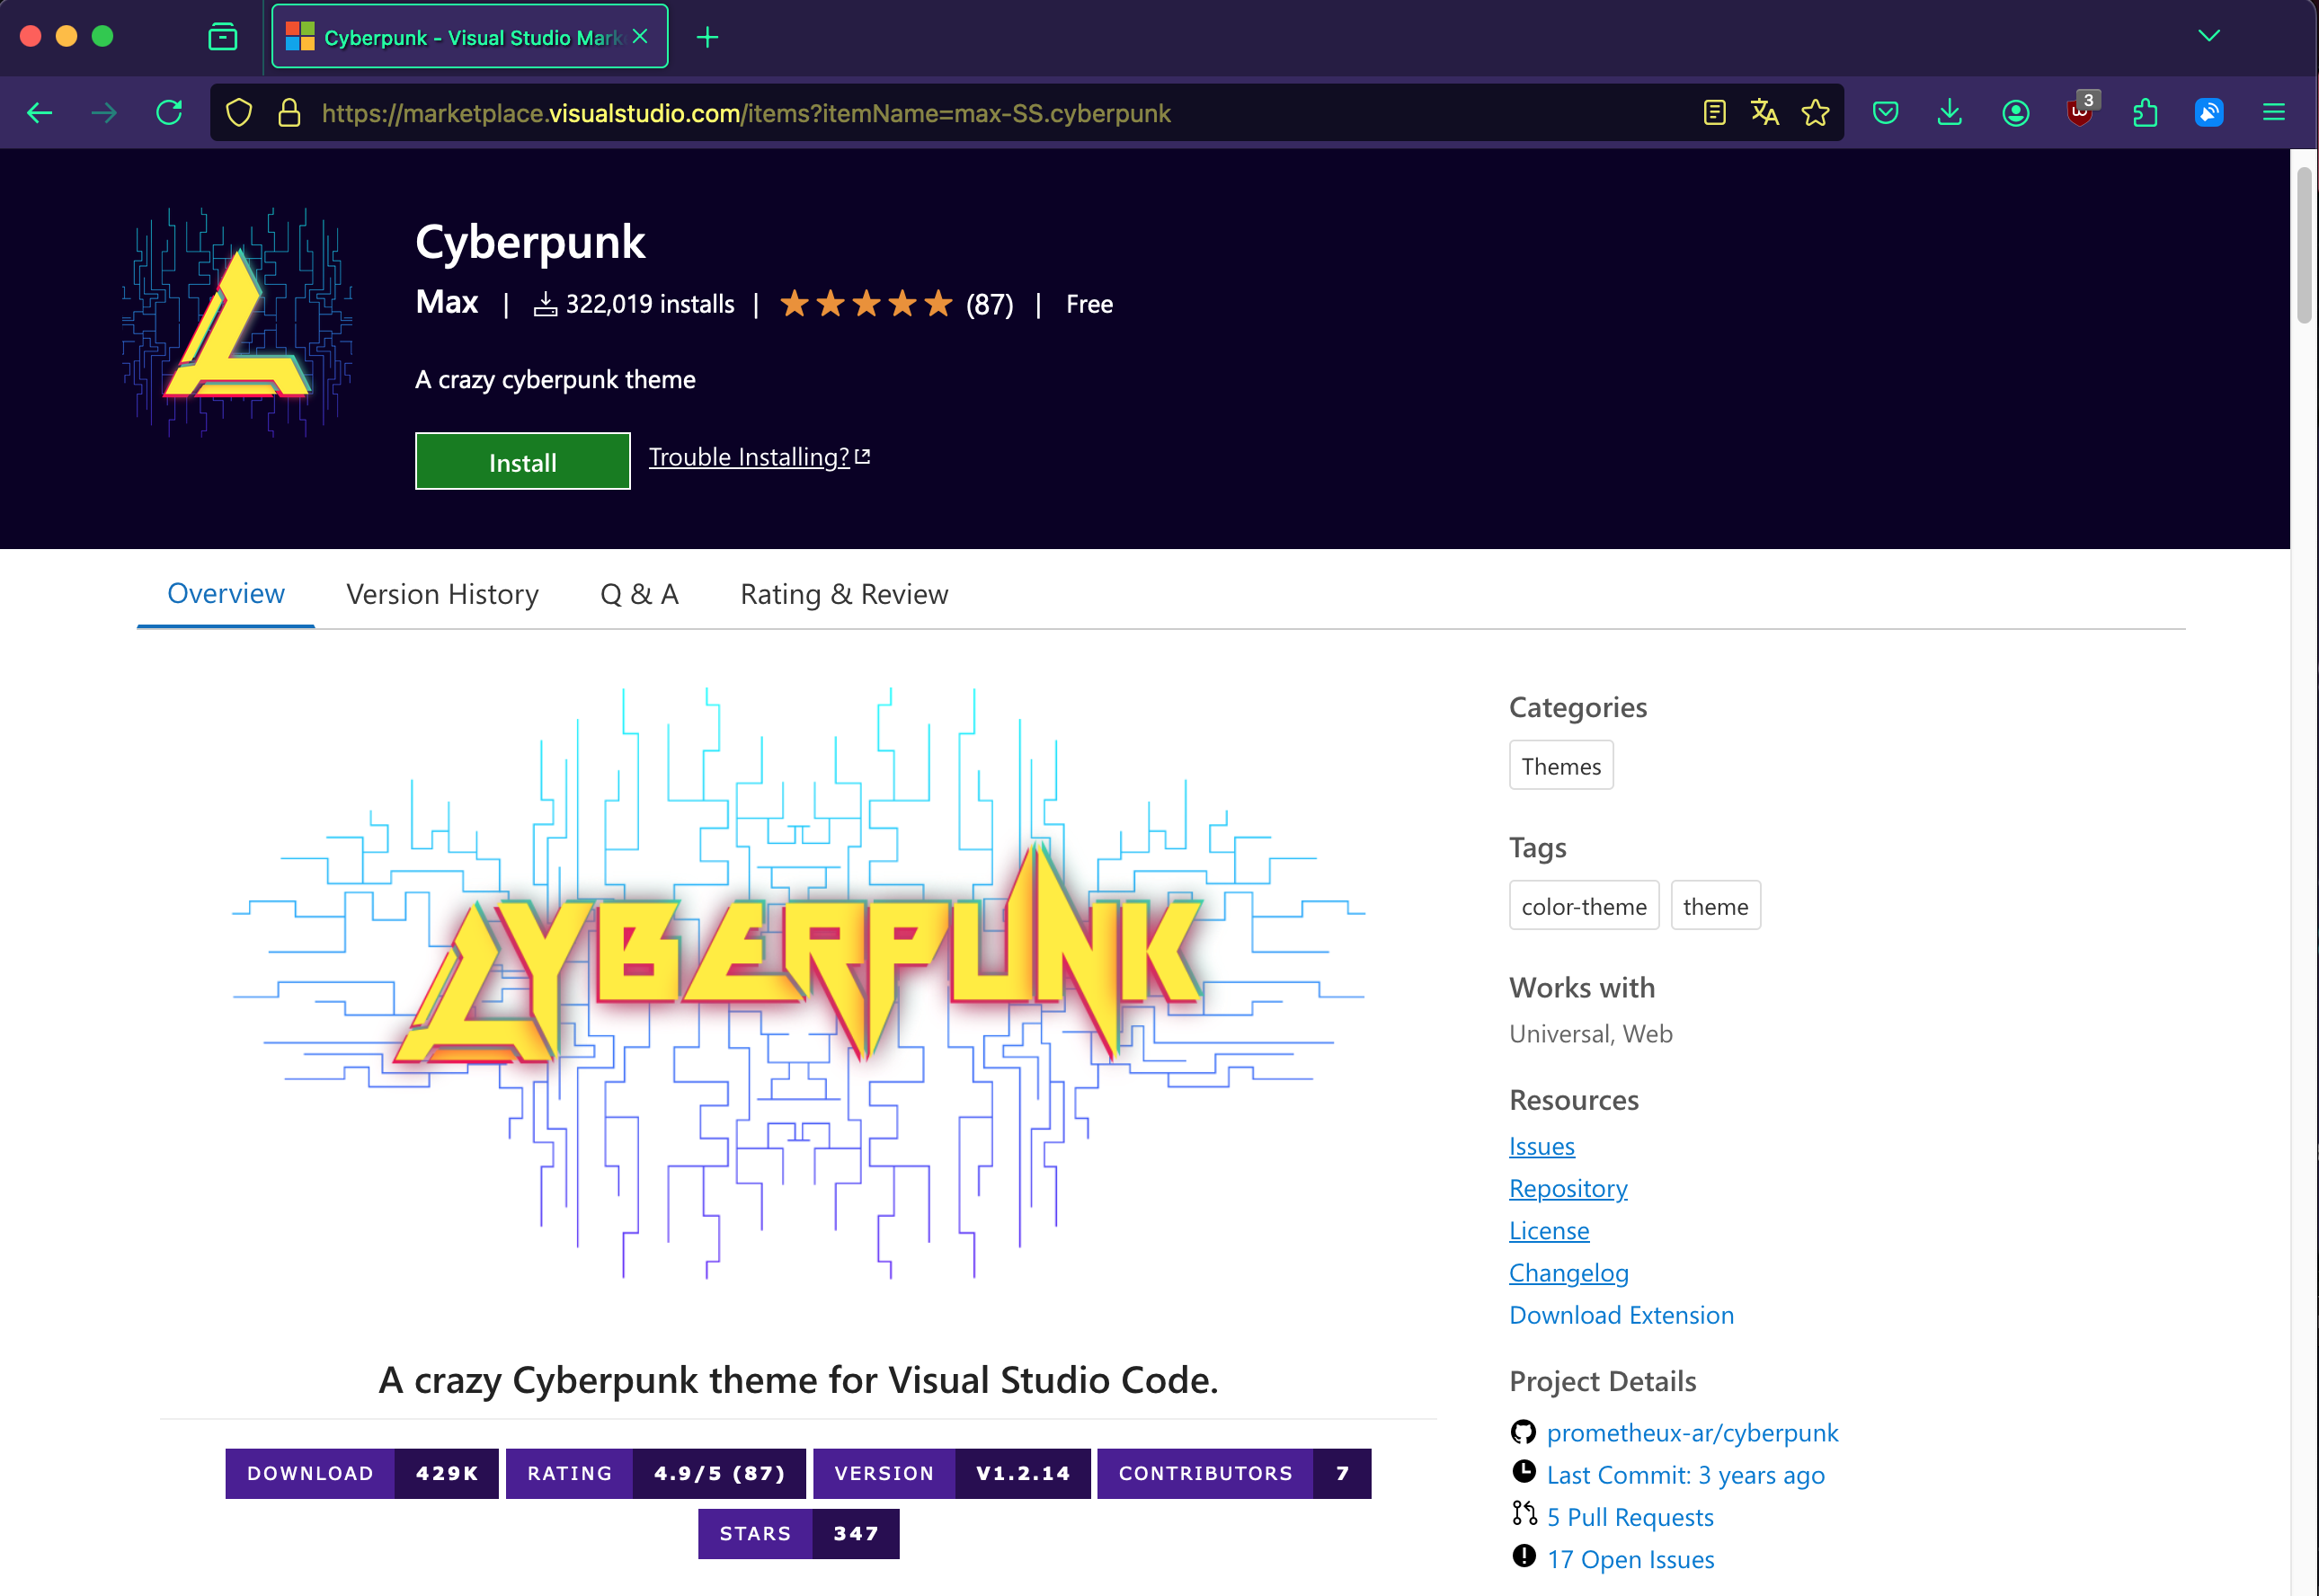 Cyberpunk - Visual Studio Mark
https://marketplace.visualstudio.com/items?itemName=max-SS.cyberpunk
3
Cyberpunk
Max | 322,019 installs | (87) | Free
A crazy cyberpunk theme
Install Trouble Installing?
Overview Version History Q & A Rating & Review
CYBERPUNK
A crazy Cyberpunk theme for Visual Studio Code.
DOWNLOAD 429K RATING 4.9/5 (87) VERSION V1.2.14 CONTRIBUTORS 7
STARS 347
Categories
Themes
Tags
color-theme theme
Works with
Universal, Web
Resources
Issues
Repository
License
Changelog
Download Extension
Project Details
prometheux-ar/cyberpunk
Last Commit: 3 years ago
5 Pull Requests
17 Open Issues